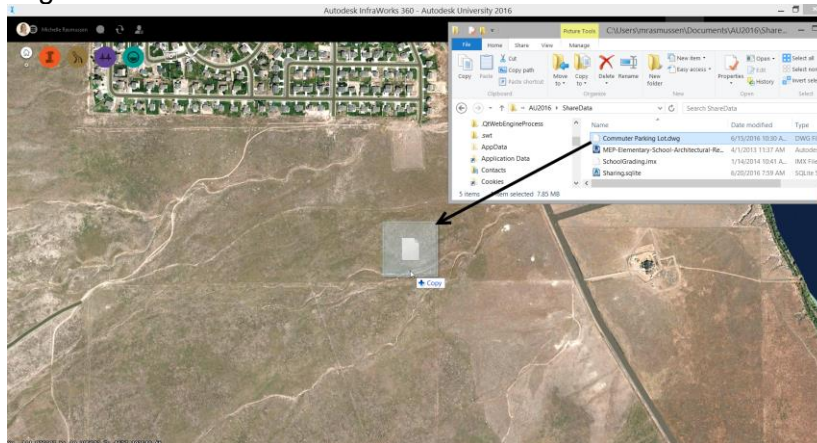 Autodesk InfraWorks 360 - Autodesk University 2016
Michelle Rasmussen
Picture Tools
C:\Users\mrasmussen\Documents\AU2016\Share...
File Home Share View Manage
Copy
Paste
Cut
Copy path
Paste shortcut
Move to
Copy to
Delete
Rename
New folder
New item
Easy access
Properties
Open
Edit
History
Select all
Select non
Invert sele
Clipboard
Organize
New
Open
Select
AU2016 ShareData
Search ShareData
Name Date modified Type
.QtWebEngineProcess
.swt
AppData
Application Data
Contacts
Cookies
Commuter Parking Lot.dwg 6/15/2016 10:30 A... DWG Fi
MEP-Elementary-School-Architectural-Re... 4/1/2013 11:37 AM Autodes
SchoolGrading.imx 1/14/2014 10:41 A... IMX File
Sharing.sqlite 6/20/2016 7:59 AM SQLite S
5 items 1 item selected 7.85 MB
Copy